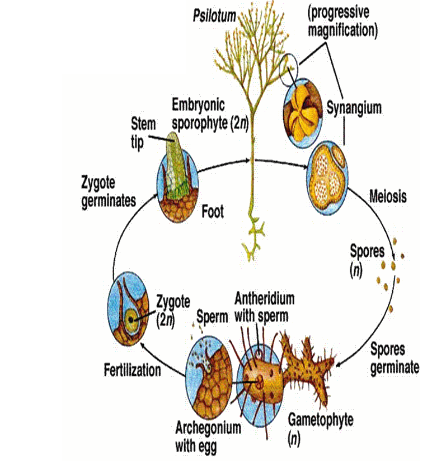 Psilotum
(progressive
magnification)
Synangium
Embryonic
sporophyte (2n)
Stem
tip
Foot
Zygote
germinates
Meiosis
Spores
(n)
Spores
germinate
Zygote
(2n)
Sperm
Antheridium
with sperm
Fertilization
Archegonium
with egg
Gametophyte
(n)